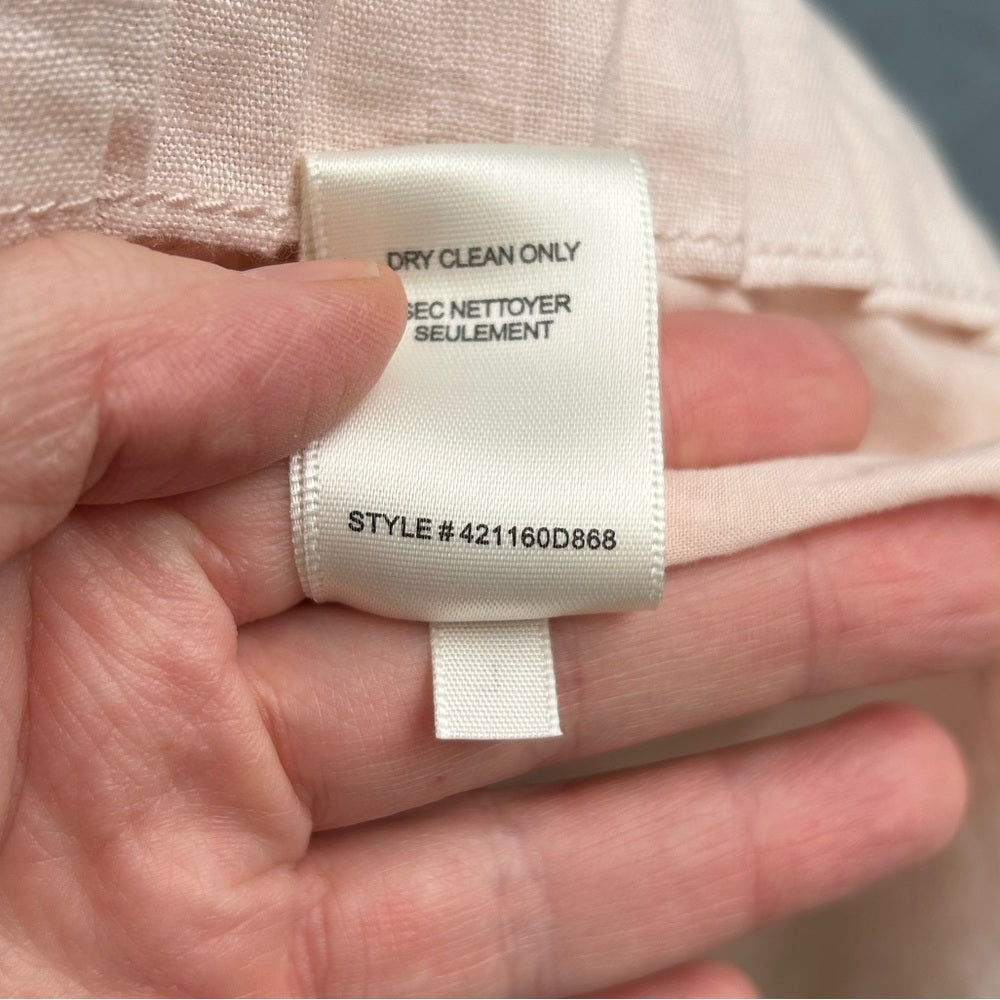 DRY CLEAN ONLY
SEC NETTOYER
SEULEMENT
STYLE # 421160D868